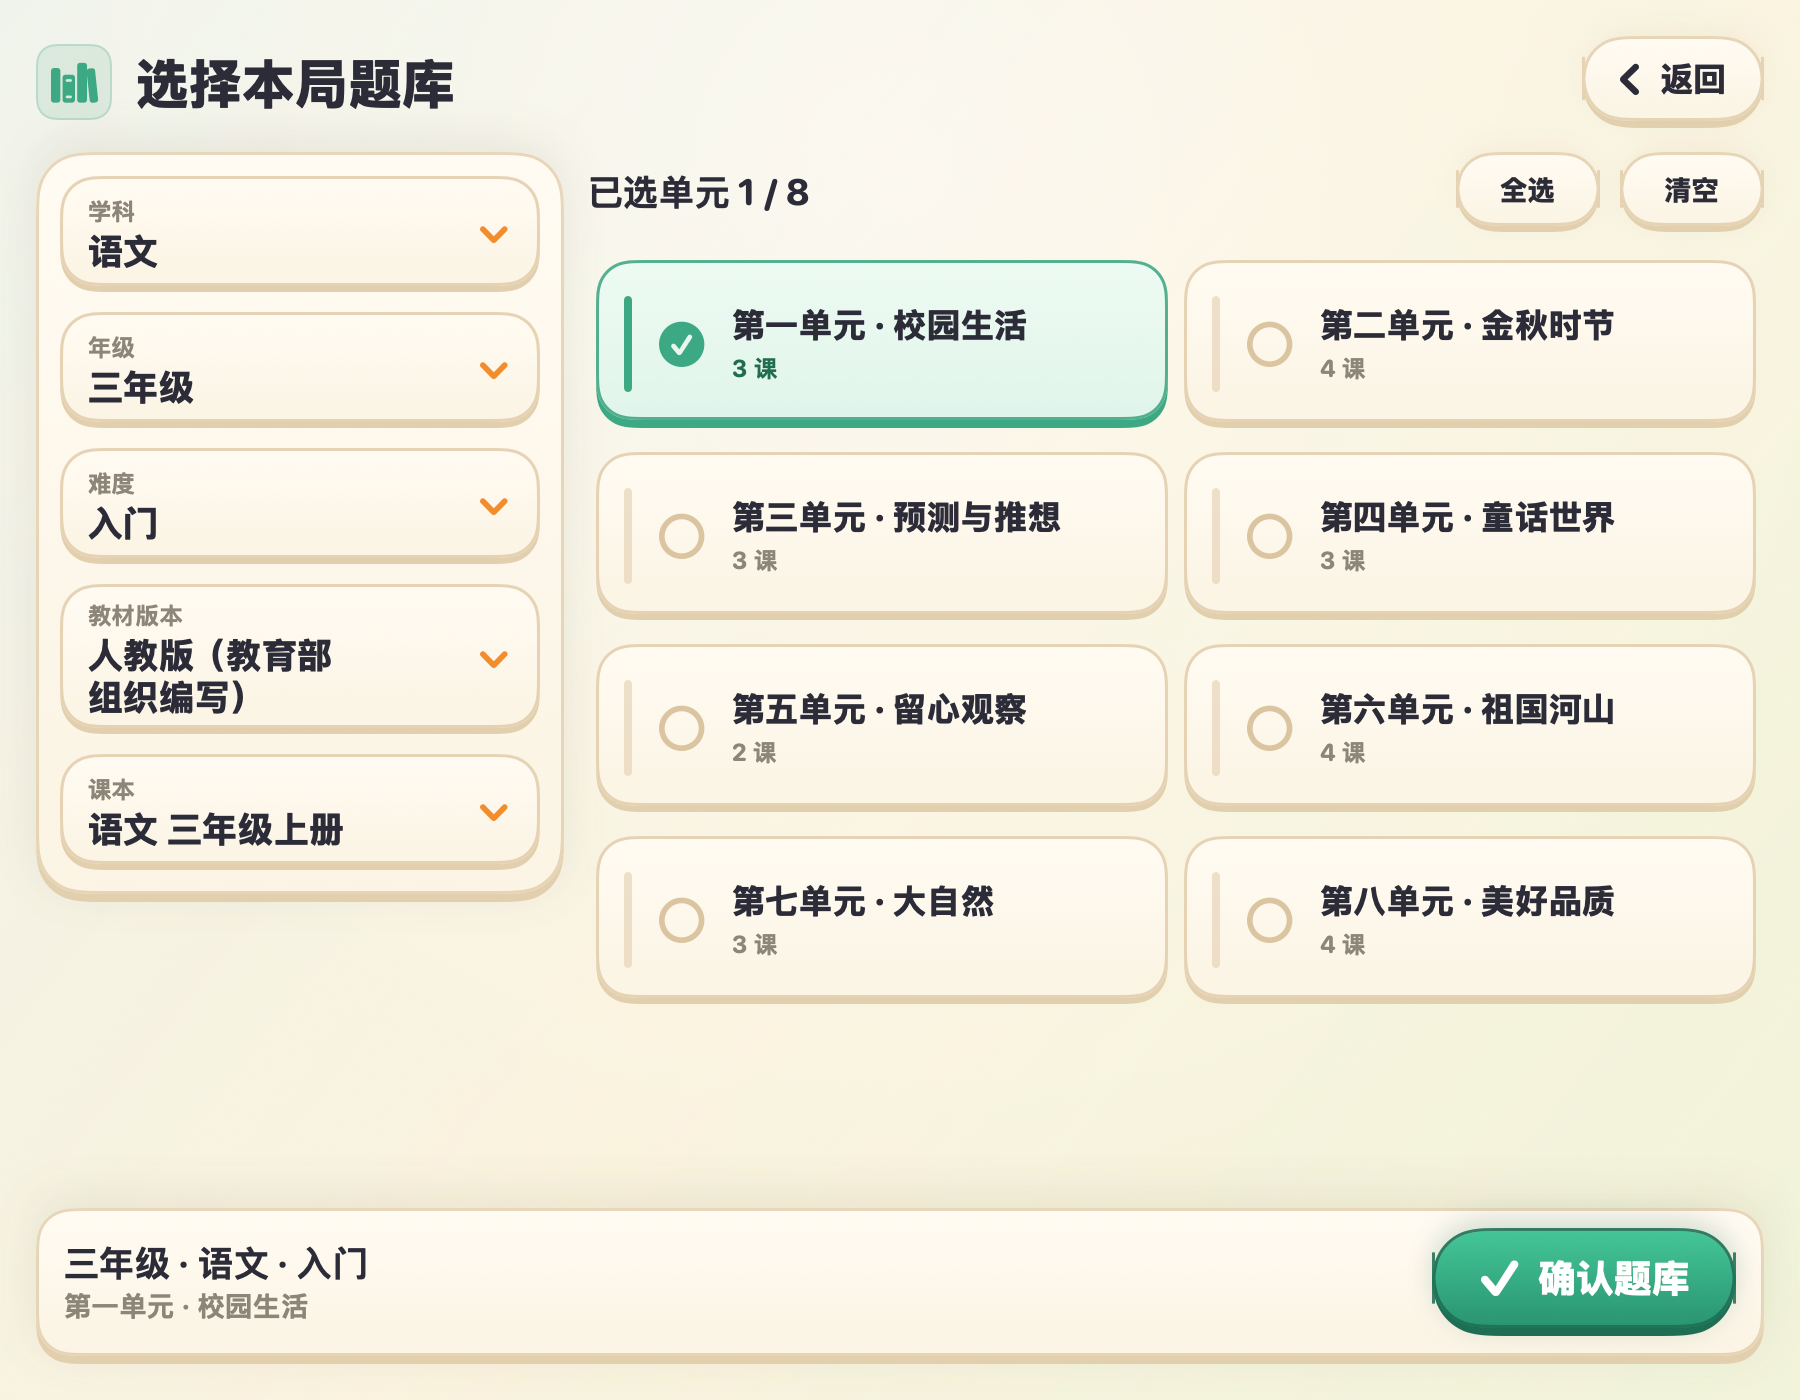 选择本局题库
返回
学科
语文
年级
三年级
难度
入门
教材版本
人教版（教育部
组织编写）
课本
语文 三年级上册
已选单元 1 / 8
全选
清空
第一单元 · 校园生活
3 课
第二单元 · 金秋时节
4 课
第三单元 · 预测与推想
3 课
第四单元 · 童话世界
3 课
第五单元 · 留心观察
2 课
第六单元 · 祖国河山
4 课
第七单元 · 大自然
3 课
第八单元 · 美好品质
4 课
三年级 · 语文 · 入门
第一单元 · 校园生活
确认题库